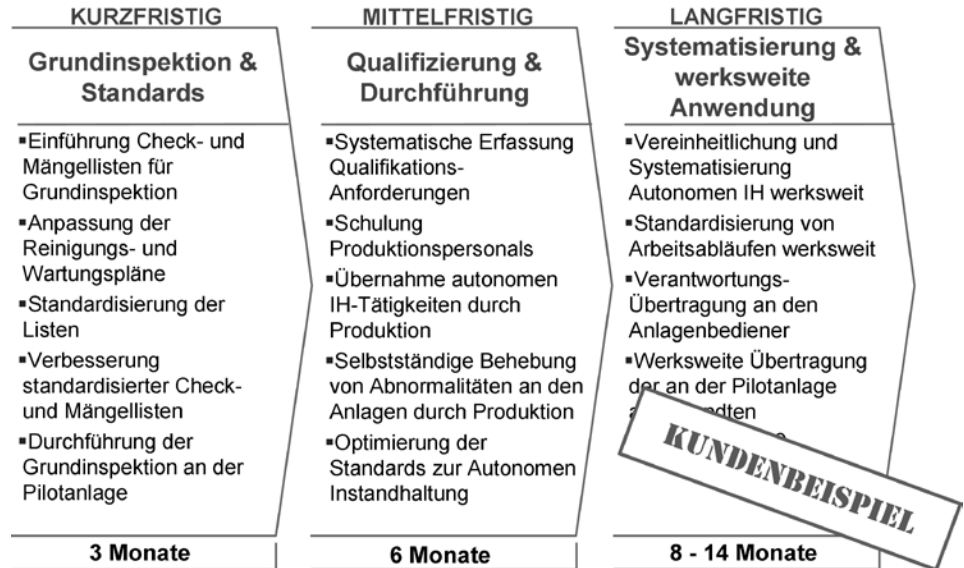 KURZFRISTIG
Grundinspektion &
Standards
▪Einführung Check- und
Mängellisten für
Grundinspektion
▪Anpassung der
Reinigungs- und
Wartungspläne
▪Standardisierung der
Listen
▪Verbesserung
standardisierter Check-
und Mängellisten
▪Durchführung der
Grundinspektion an der
Pilotanlage
3 Monate
MITTELFRISTIG
Qualifizierung &
Durchführung
▪Systematische Erfassung
Qualifikations-
Anforderungen
▪Schulung
Produktionspersonals
▪Übernahme autonomen
IH-Tätigkeiten durch
Produktion
▪Selbstständige Behebung
von Abnormalitäten an den
Anlagen durch Produktion
▪Optimierung der
Standards zur Autonomen
Instandhaltung
6 Monate
LANGFRISTIG
Systematisierung &
werksweite
Anwendung
▪Vereinheitlichung und
Systematisierung
Autonomen IH werksweit
▪Standardisierung von
Arbeitsabläufen werksweit
▪Verantwortungs-
Übertragung an den
Anlagenbediener
▪Werksweite Übertragung
der an der Pilotanlage
KUNDENBEISPIEL
8 - 14 Monate